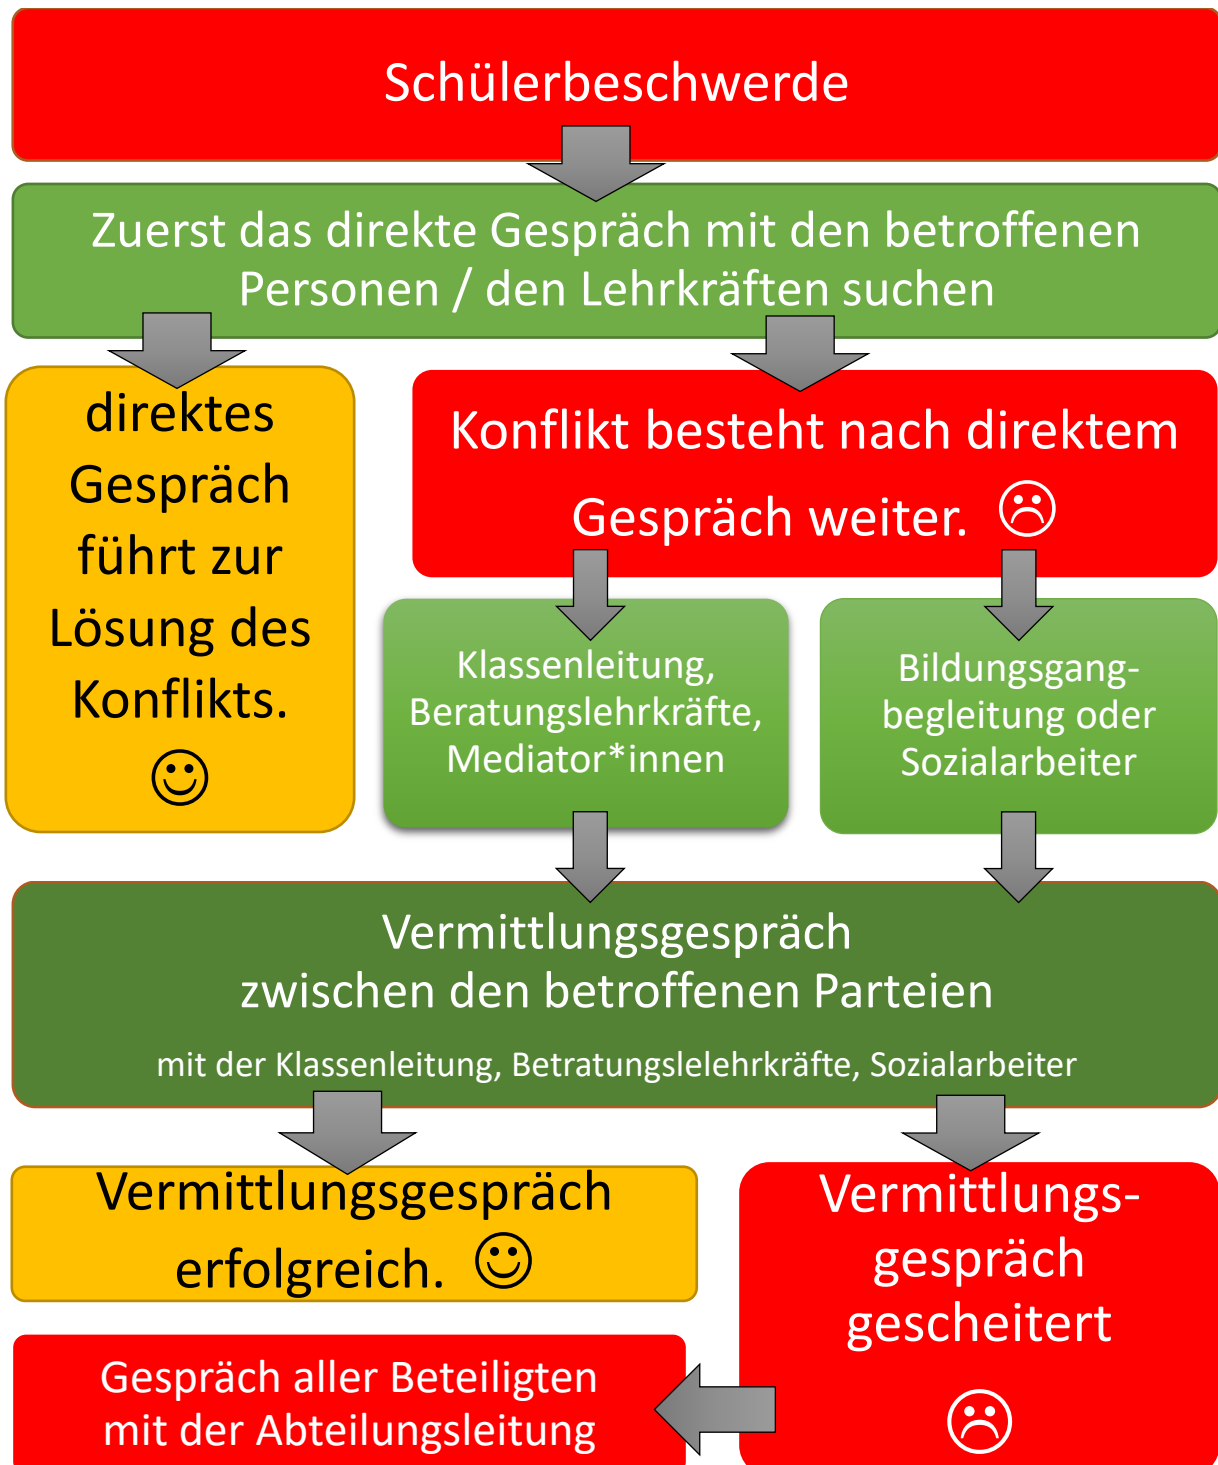 Schülerbeschwerde
Zuerst das direkte Gespräch mit den betroffenen
Personen / den Lehrkräften suchen
direktes
Gespräch
führt zur
Lösung des
Konflikts.
Konflikt besteht nach direktem
Gespräch weiter.
Klassenleitung,
Beratungslehrkräfte,
Mediator*innen
Bildungsgang-
begleitung oder
Sozialarbeiter
Vermittlungsgespräch
zwischen den betroffenen Parteien
mit der Klassenleitung, Betratungslelehrkräfte, Sozialarbeiter
Vermittlungsgespräch
erfolgreich.
Vermittlungs-
gespräch
gescheitert
Gespräch aller Beteiligten
mit der Abteilungsleitung